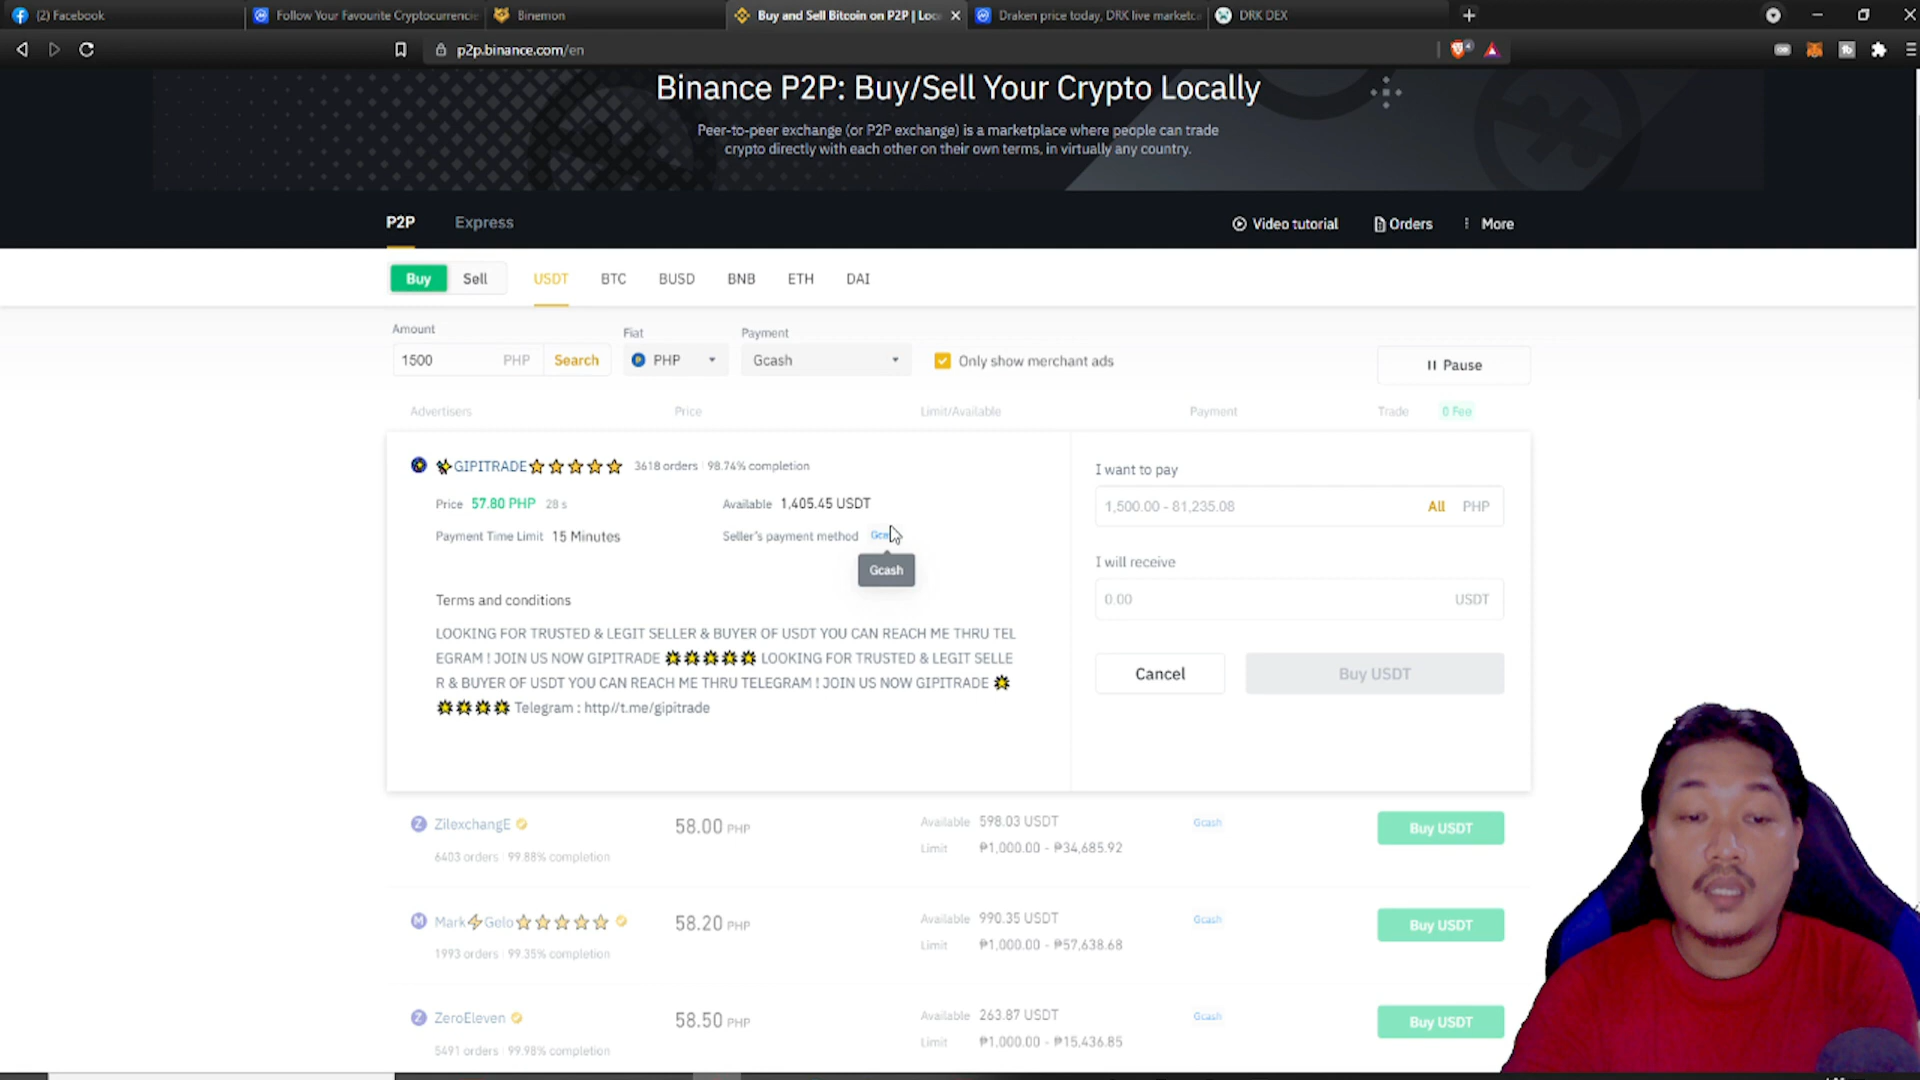 (2) Facebook
Follow Your Favourite Cryptocurrencie
Binemon
Buy and Sell Bitcoin on P2P | Loc
Draken price today, DRK live marketc
DRK DEX
p2p.binance.com/en
Binance P2P: Buy/Sell Your Crypto Locally
Peer-to-peer exchange (or P2P exchange) is a marketplace where people can trade
crypto directly with each other on their own terms, in virtually any country.
P2P
Express
Video tutorial
Orders
More
Buy
Sell
USDT
BTC
BUSD
BNB
ETH
DAI
Amount
Fiat
Payment
1500 PHP Search
PHP
Gcash
Only show merchant ads
Pause
Advertisers
Price
Limit/Available
Payment
Trade
0 Fee
GIPITRADE
3618 orders | 98.74% completion
Price 57.80 PHP 28 s
Available 1,405.45 USDT
Payment Time Limit 15 Minutes
Seller's payment method
Gcash
Terms and conditions
LOOKING FOR TRUSTED & LEGIT SELLER & BUYER OF USDT YOU CAN REACH ME THRU TEL
EGRAM ! JOIN US NOW GIPITRADE 💥💥💥💥💥 LOOKING FOR TRUSTED & LEGIT SELLE
R & BUYER OF USDT YOU CAN REACH ME THRU TELEGRAM ! JOIN US NOW GIPITRADE 💥
💥💥💥💥 Telegram : http//t.me/gipitrade
I want to pay
1,500.00 - 81,235.08 All PHP
I will receive
0.00 USDT
Cancel
Buy USDT
Z ZilexchangE
6403 orders | 99.88% completion
58.00 PHP
Available 598.03 USDT
Limit ₱1,000.00 - ₱34,685.92
Gcash
Buy USDT
M Mark⚡Gelo
1993 orders | 99.35% completion
58.20 PHP
Available 990.35 USDT
Limit ₱1,000.00 - ₱57,638.68
Gcash
Buy USDT
Z ZeroEleven
5491 orders | 99.98% completion
58.50 PHP
Available 263.87 USDT
Limit ₱1,000.00 - ₱15,436.85
Gcash
Buy USDT